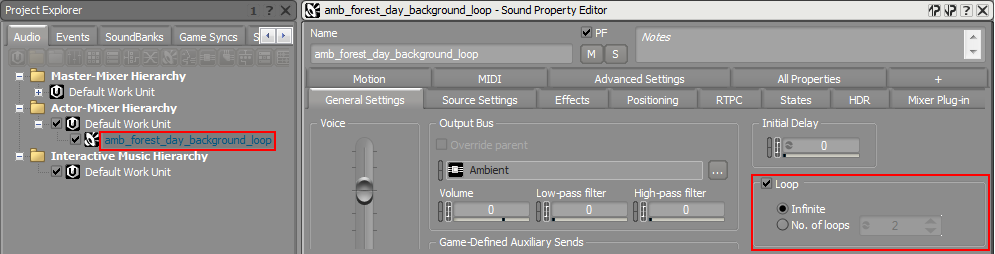 Project Explorer 1 ? X
Audio Events SoundBanks Game Syncs S
Master-Mixer Hierarchy
Default Work Unit
Actor-Mixer Hierarchy
Default Work Unit
amb_forest_day_background_loop
Interactive Music Hierarchy
Default Work Unit
amb_forest_day_background_loop - Sound Property Editor
Name PF
amb_forest_day_background_loop M S Notes
Motion MIDI Advanced Settings All Properties +
General Settings Source Settings Effects Positioning RTPC States HDR Mixer Plug-in
Voice Output Bus Initial Delay
Override parent 0
Ambient ...
Volume Low-pass filter High-pass filter
0 0 0
Game-Defined Auxiliary Sends
Loop
Infinite
No. of loops 2